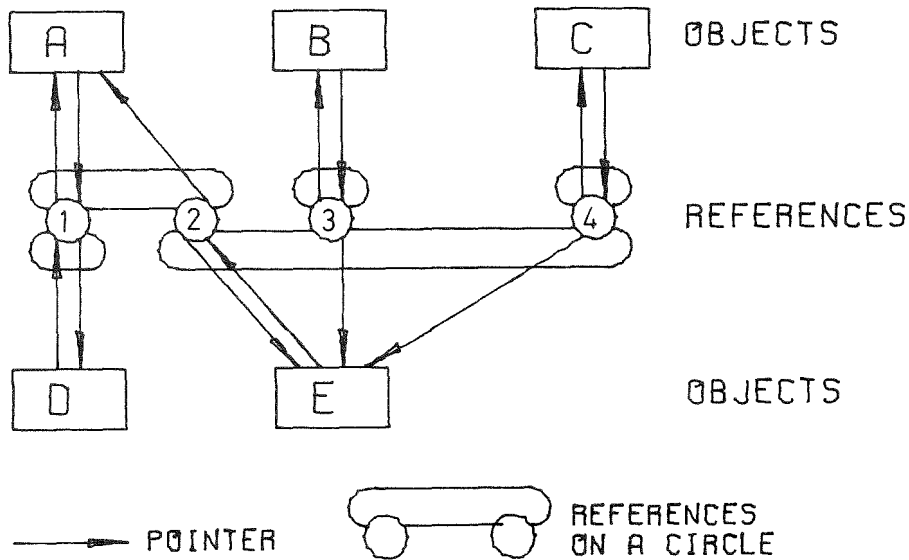 A B C OBJECTS
1 2 3 4 REFERENCES
D E OBJECTS
POINTER
REFERENCES
ON A CIRCLE